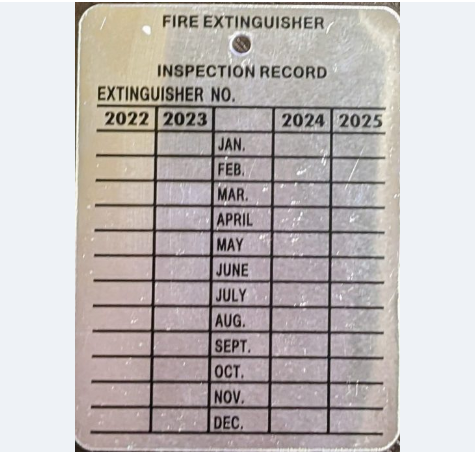 FIRE EXTINGUISHER
INSPECTION RECORD
EXTINGUISHER NO.
2022 2023 2024 2025
JAN.
FEB.
MAR.
APRIL
MAY
JUNE
JULY
AUG.
SEPT.
OCT.
NOV.
DEC.